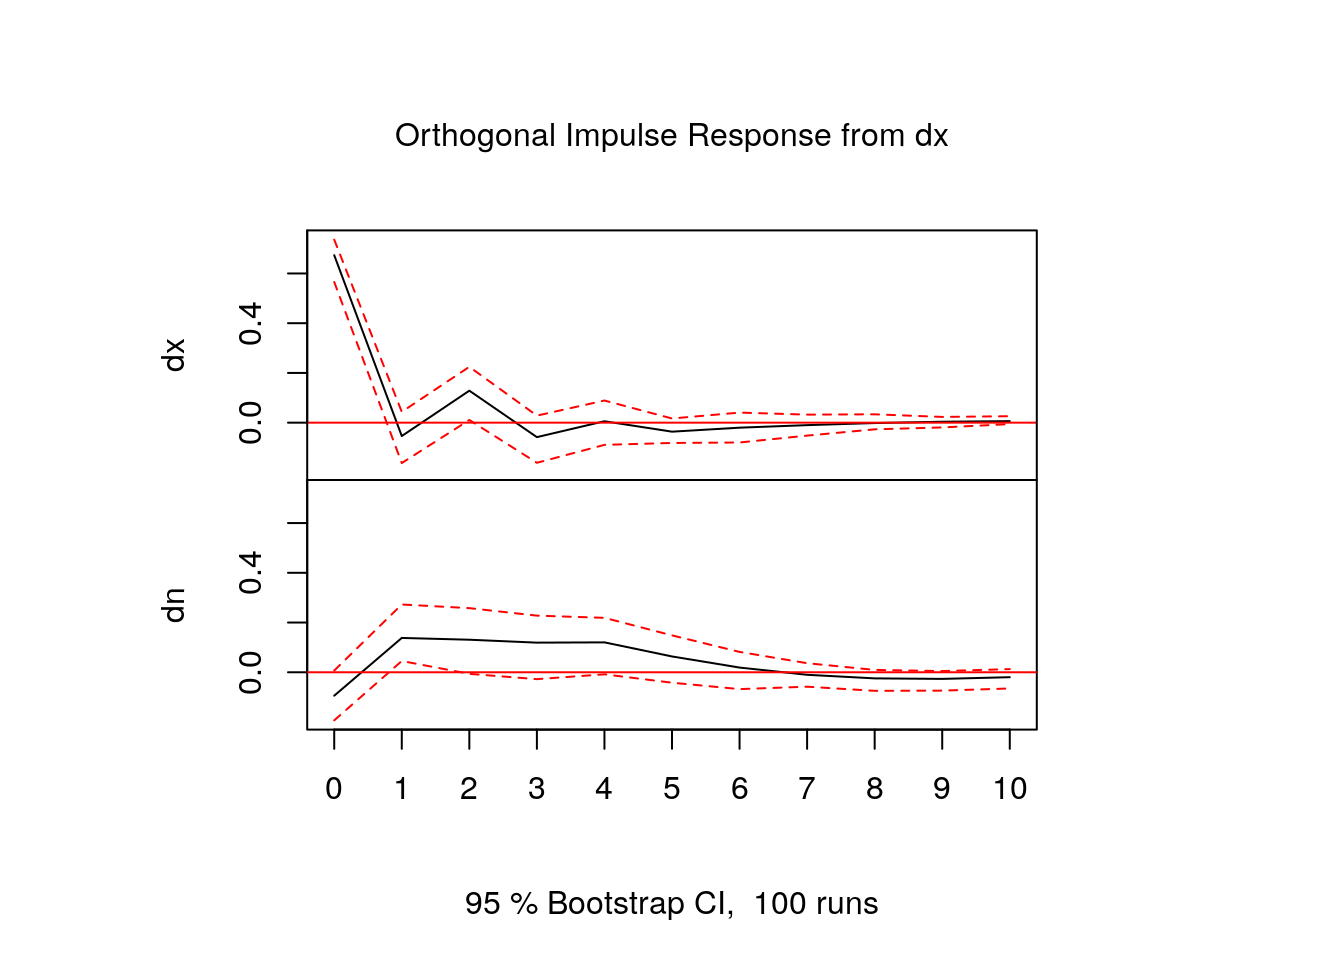 Orthogonal Impulse Response from dx
dx
0.4
0.0
dn
0.4
0.0
0 1 2 3 4 5 6 7 8 9 10
95 % Bootstrap CI,  100 runs